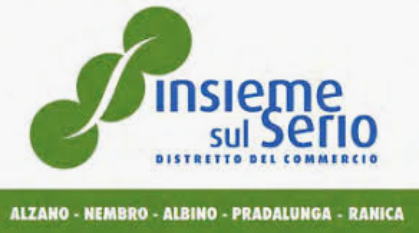 insieme
sul Serio
DISTRETTO DEL COMMERCIO
ALZANO - NEMBRO - ALBINO - PRADALUNGA - RANICA